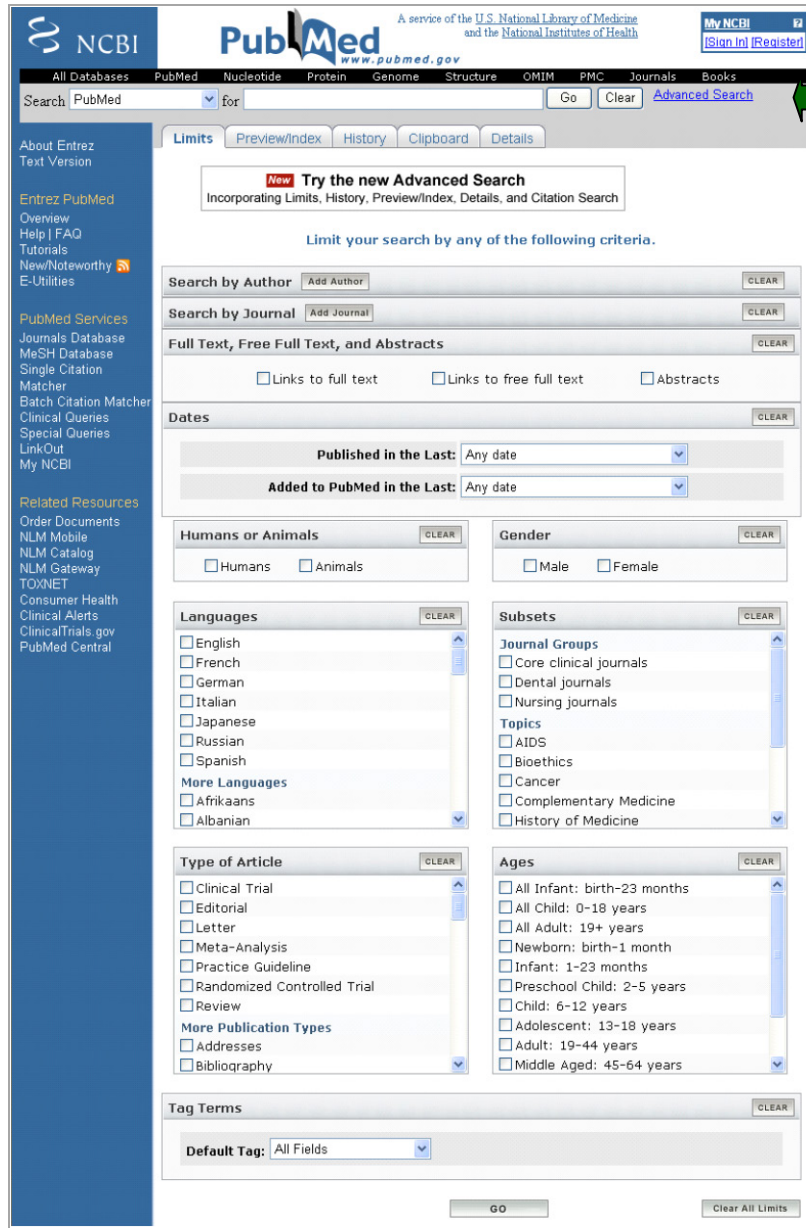 NCBI
PubMed
www.pubmed.gov
A service of the U.S. National Library of Medicine
and the National Institutes of Health
My NCBI
[Sign In] [Register]
All Databases PubMed Nucleotide Protein Genome Structure OMIM PMC Journals Books
Search PubMed for Go Clear Advanced Search
About Entrez
Text Version
Entrez PubMed
Overview
Help | FAQ
Tutorials
New/Noteworthy
E-Utilities
PubMed Services
Journals Database
MeSH Database
Single Citation
Matcher
Batch Citation Matcher
Clinical Queries
Special Queries
LinkOut
My NCBI
Related Resources
Order Documents
NLM Mobile
NLM Catalog
NLM Gateway
TOXNET
Consumer Health
Clinical Alerts
ClinicalTrials.gov
PubMed Central
Limits Preview/Index History Clipboard Details
New Try the new Advanced Search
Incorporating Limits, History, Preview/Index, Details, and Citation Search
Limit your search by any of the following criteria.
Search by Author Add Author CLEAR
Search by Journal Add Journal CLEAR
Full Text, Free Full Text, and Abstracts CLEAR
Links to full text Links to free full text Abstracts
Dates CLEAR
Published in the Last: Any date
Added to PubMed in the Last: Any date
Humans or Animals CLEAR
Humans Animals
Gender CLEAR
Male Female
Languages CLEAR
English
French
German
Italian
Japanese
Russian
Spanish
More Languages
Afrikaans
Albanian
Subsets CLEAR
Journal Groups
Core clinical journals
Dental journals
Nursing journals
Topics
AIDS
Bioethics
Cancer
Complementary Medicine
History of Medicine
Type of Article CLEAR
Clinical Trial
Editorial
Letter
Meta-Analysis
Practice Guideline
Randomized Controlled Trial
Review
More Publication Types
Addresses
Bibliography
Ages CLEAR
All Infant: birth-23 months
All Child: 0-18 years
All Adult: 19+ years
Newborn: birth-1 month
Infant: 1-23 months
Preschool Child: 2-5 years
Child: 6-12 years
Adolescent: 13-18 years
Adult: 19-44 years
Middle Aged: 45-64 years
Tag Terms CLEAR
Default Tag: All Fields
GO Clear All Limits